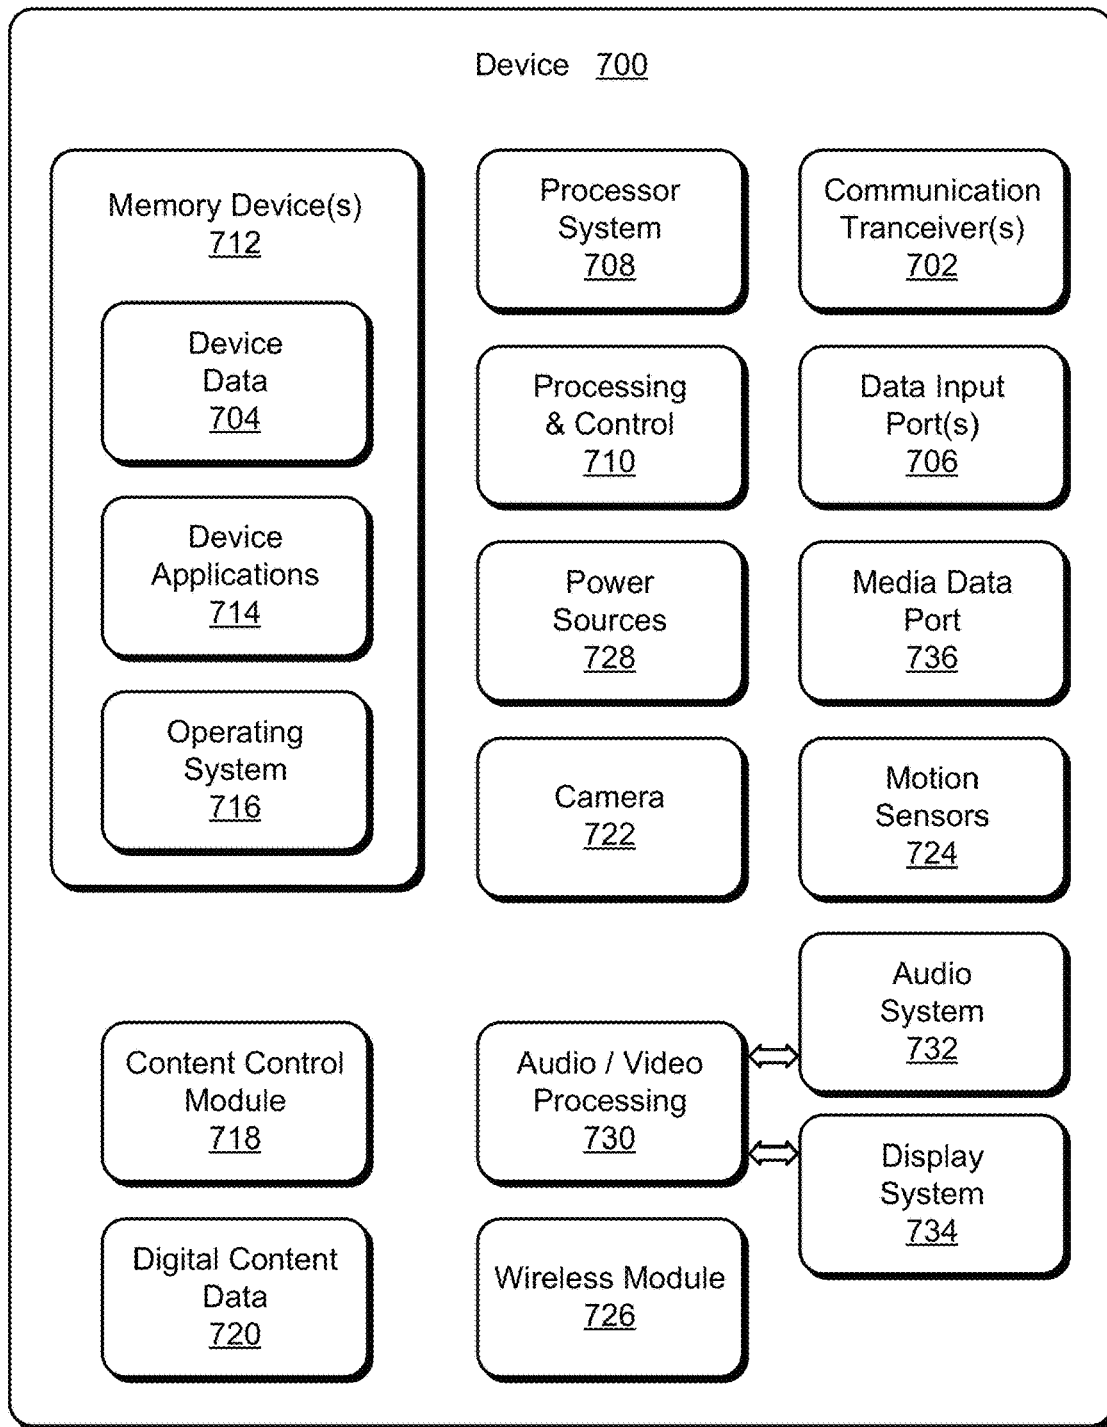 Device 700
Memory Device(s)
712
Device
Data
704
Device
Applications
714
Operating
System
716
Processor
System
708
Communication
Tranceiver(s)
702
Processing
& Control
710
Data Input
Port(s)
706
Power
Sources
728
Media Data
Port
736
Camera
722
Motion
Sensors
724
Content Control
Module
718
Audio / Video
Processing
730
Audio
System
732
Display
System
734
Digital Content
Data
720
Wireless Module
726